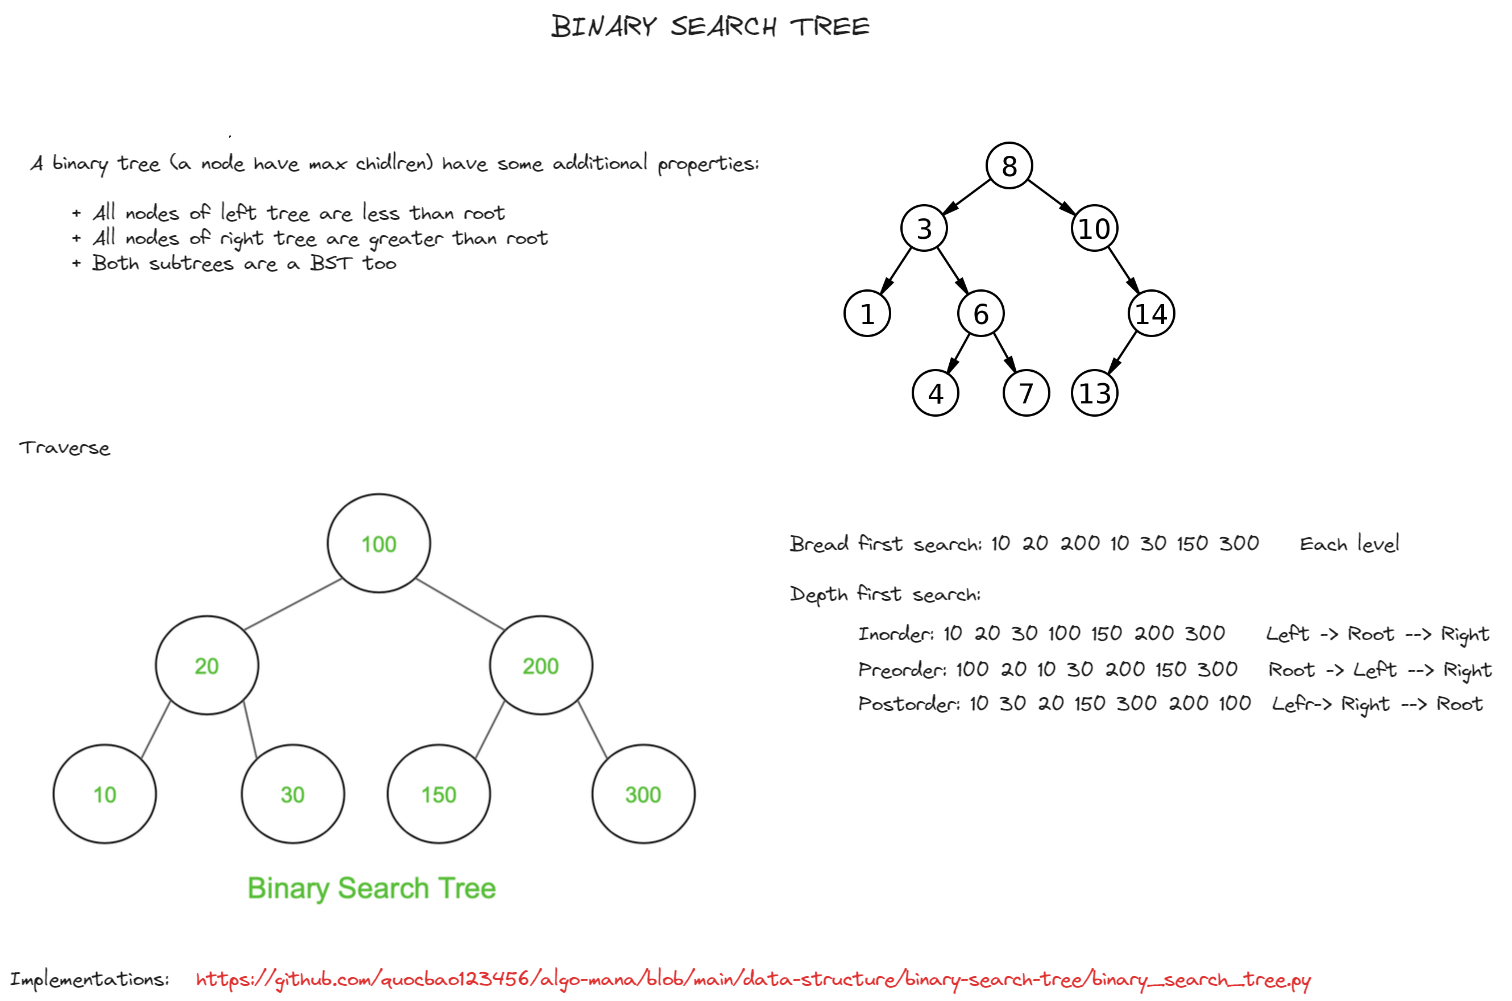 BINARY SEARCH TREE
A binary tree (a node have max chidlren) have some additional properties:
+ All nodes of left tree are less than root
+ All nodes of right tree are greater than root
+ Both subtrees are a BST too
8
3 10
1 6 14
4 7 13
Traverse
100
20 200
10 30 150 300
Binary Search Tree
Bread first search: 10 20 200 10 30 150 300 Each level
Depth first search:
Inorder: 10 20 30 100 150 200 300 Left -> Root --> Right
Preorder: 100 20 10 30 200 150 300 Root -> Left --> Right
Postorder: 10 30 20 150 300 200 100 Lefr-> Right --> Root
Implementations: https://github.com/quocbao123456/algo-mana/blob/main/data-structure/binary-search-tree/binary_search_tree.py